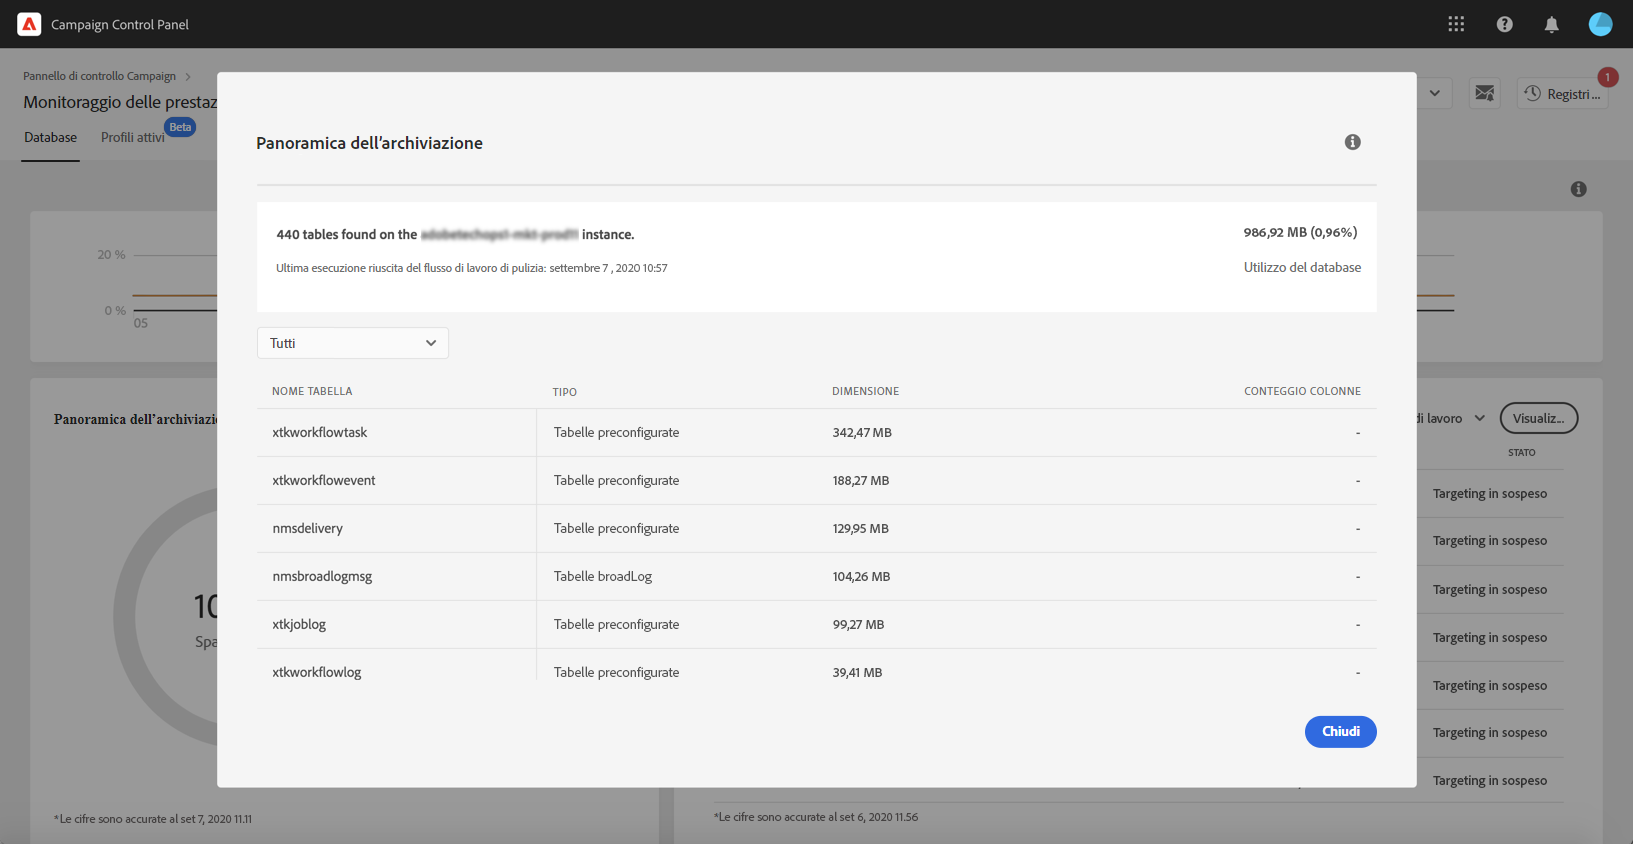 Campaign Control Panel
Pannello di controllo Campaign
Monitoraggio delle prestaz
Database
Profili attivi
Beta
Registri ...
1
Panoramica dell'archiviazione
440 tables found on the instance.
986,92 MB (0,96%)
Ultima esecuzione riuscita del flusso di lavoro di pulizia: settembre 7 , 2020 10:57
Utilizzo del database
20 %
0 %
05
Tutti
NOME TABELLA TIPO DIMENSIONE CONTEGGIO COLONNE
xtkworkflowtask Tabelle preconfigurate 342,47 MB -
xtkworkflowevent Tabelle preconfigurate 188,27 MB -
nmsdelivery Tabelle preconfigurate 129,95 MB -
nmsbroadlogmsg Tabelle broadLog 104,26 MB -
xtkjoblog Tabelle preconfigurate 99,27 MB -
xtkworkflowlog Tabelle preconfigurate 39,41 MB -
Chiudi
Panoramica dell'archiviazi
10
Spa
*Le cifre sono accurate al set 7, 2020 11.11
di lavoro
Visualiz...
STATO
Targeting in sospeso
Targeting in sospeso
Targeting in sospeso
Targeting in sospeso
Targeting in sospeso
Targeting in sospeso
Targeting in sospeso
*Le cifre sono accurate al set 6, 2020 11.56